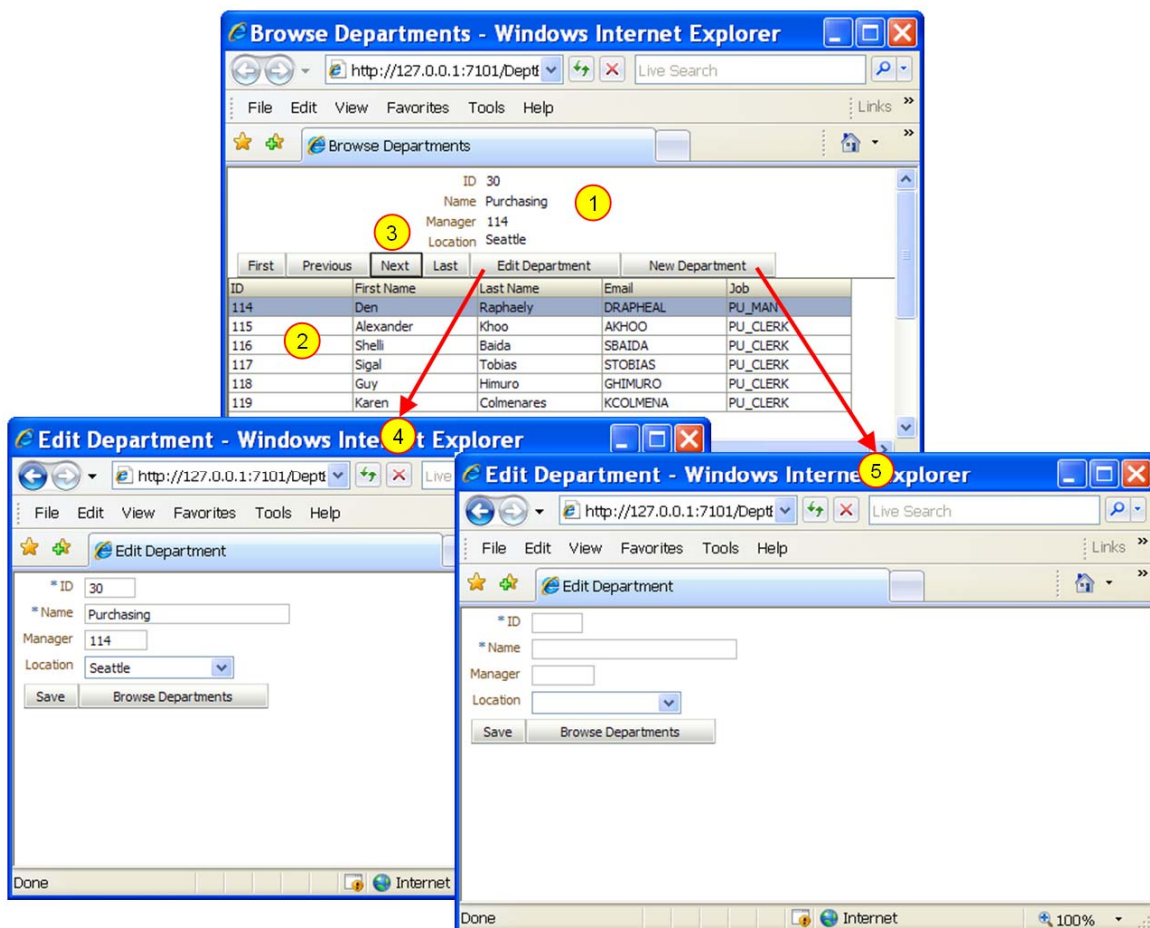 Browse Departments - Windows Internet Explorer
http://127.0.0.1:7101/Dept Live Search
File Edit View Favorites Tools Help Links »
Browse Departments »
ID 30
Name Purchasing 1
Manager 114
3
Location Seattle
First Previous Next Last Edit Department New Department
ID First Name Last Name Email Job
114 Den Raphaely DRAPHEAL PU_MAN
115 Alexander Khoo AKHOO PU_CLERK
116 Shelli Baida SBAIDA PU_CLERK
2
117 Sigal Tobias STOBIAS PU_CLERK
118 Guy Himuro GHIMURO PU_CLERK
119 Karen Colmenares KCOLMENA PU_CLERK
4
Edit Department - Windows Internet Explorer
http://127.0.0.1:7101/Dept Live
File Edit View Favorites Tools Help
Edit Department
* ID 30
* Name Purchasing
Manager 114
Location Seattle
Save Browse Departments
Done Internet
5
Edit Department - Windows Interne xplorer
http://127.0.0.1:7101/Dept Live Search
File Edit View Favorites Tools Help Links »
Edit Department »
* ID
* Name
Manager
Location
Save Browse Departments
Done Internet 100%